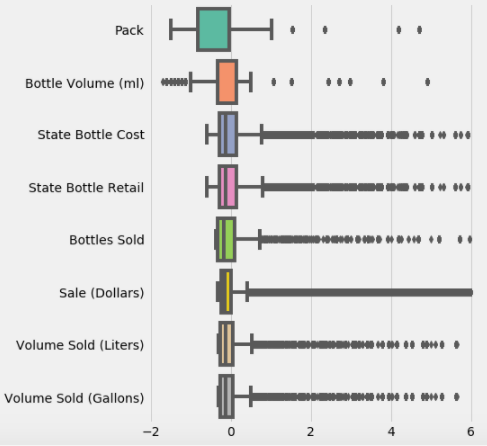 Pack
Bottle Volume (ml)
State Bottle Cost
State Bottle Retail
Bottles Sold
Sale (Dollars)
Volume Sold (Liters)
Volume Sold (Gallons)
−2 0 2 4 6